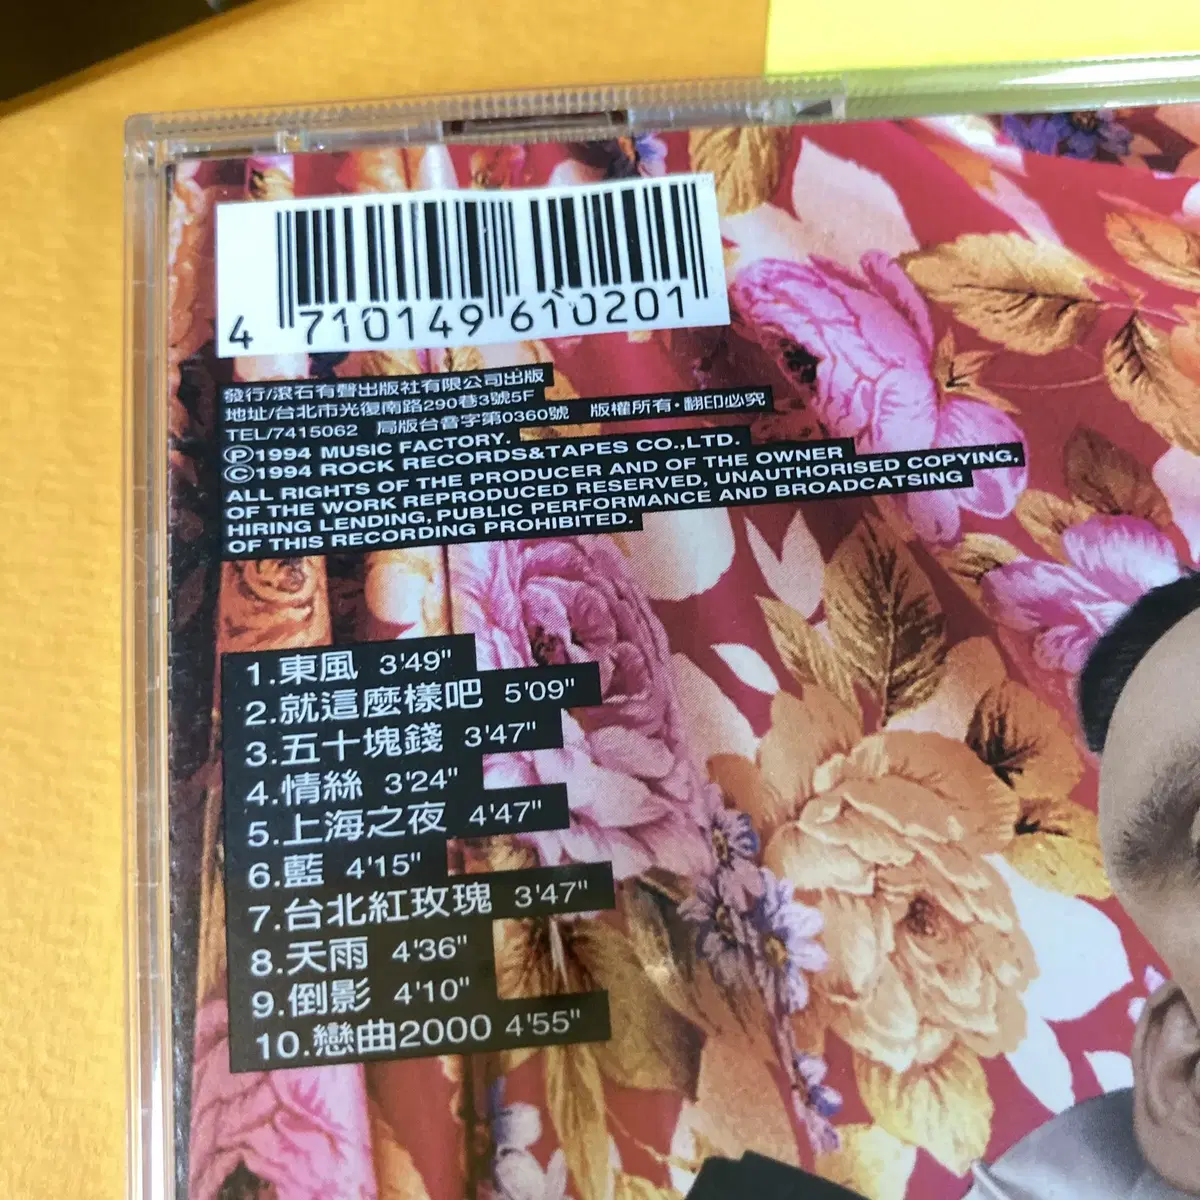 4 710149 610201
發行/滾石有聲出版社有限公司出版
地址/台北市光復南路290巷3號5F
TEL/7415062 局版台音字第0360號 版權所有·翻印必究
Ⓟ1994 MUSIC FACTORY.
©1994 ROCK RECORDS&TAPES CO.,LTD.
ALL RIGHTS OF THE PRODUCER AND OF THE OWNER
OF THE WORK REPRODUCED RESERVED, UNAUTHORISED COPYING,
HIRING LENDING, PUBLIC PERFORMANCE AND BROADCATSING
OF THIS RECORDING PROHIBITED.
1.東風 3'49"
2.就這麼樣吧 5'09"
3.五十塊錢 3'47"
4.情絲 3'24"
5.上海之夜 4'47"
6.藍 4'15"
7.台北紅玫瑰 3'47"
8.天雨 4'36"
9.倒影 4'10"
10.戀曲2000 4'55"